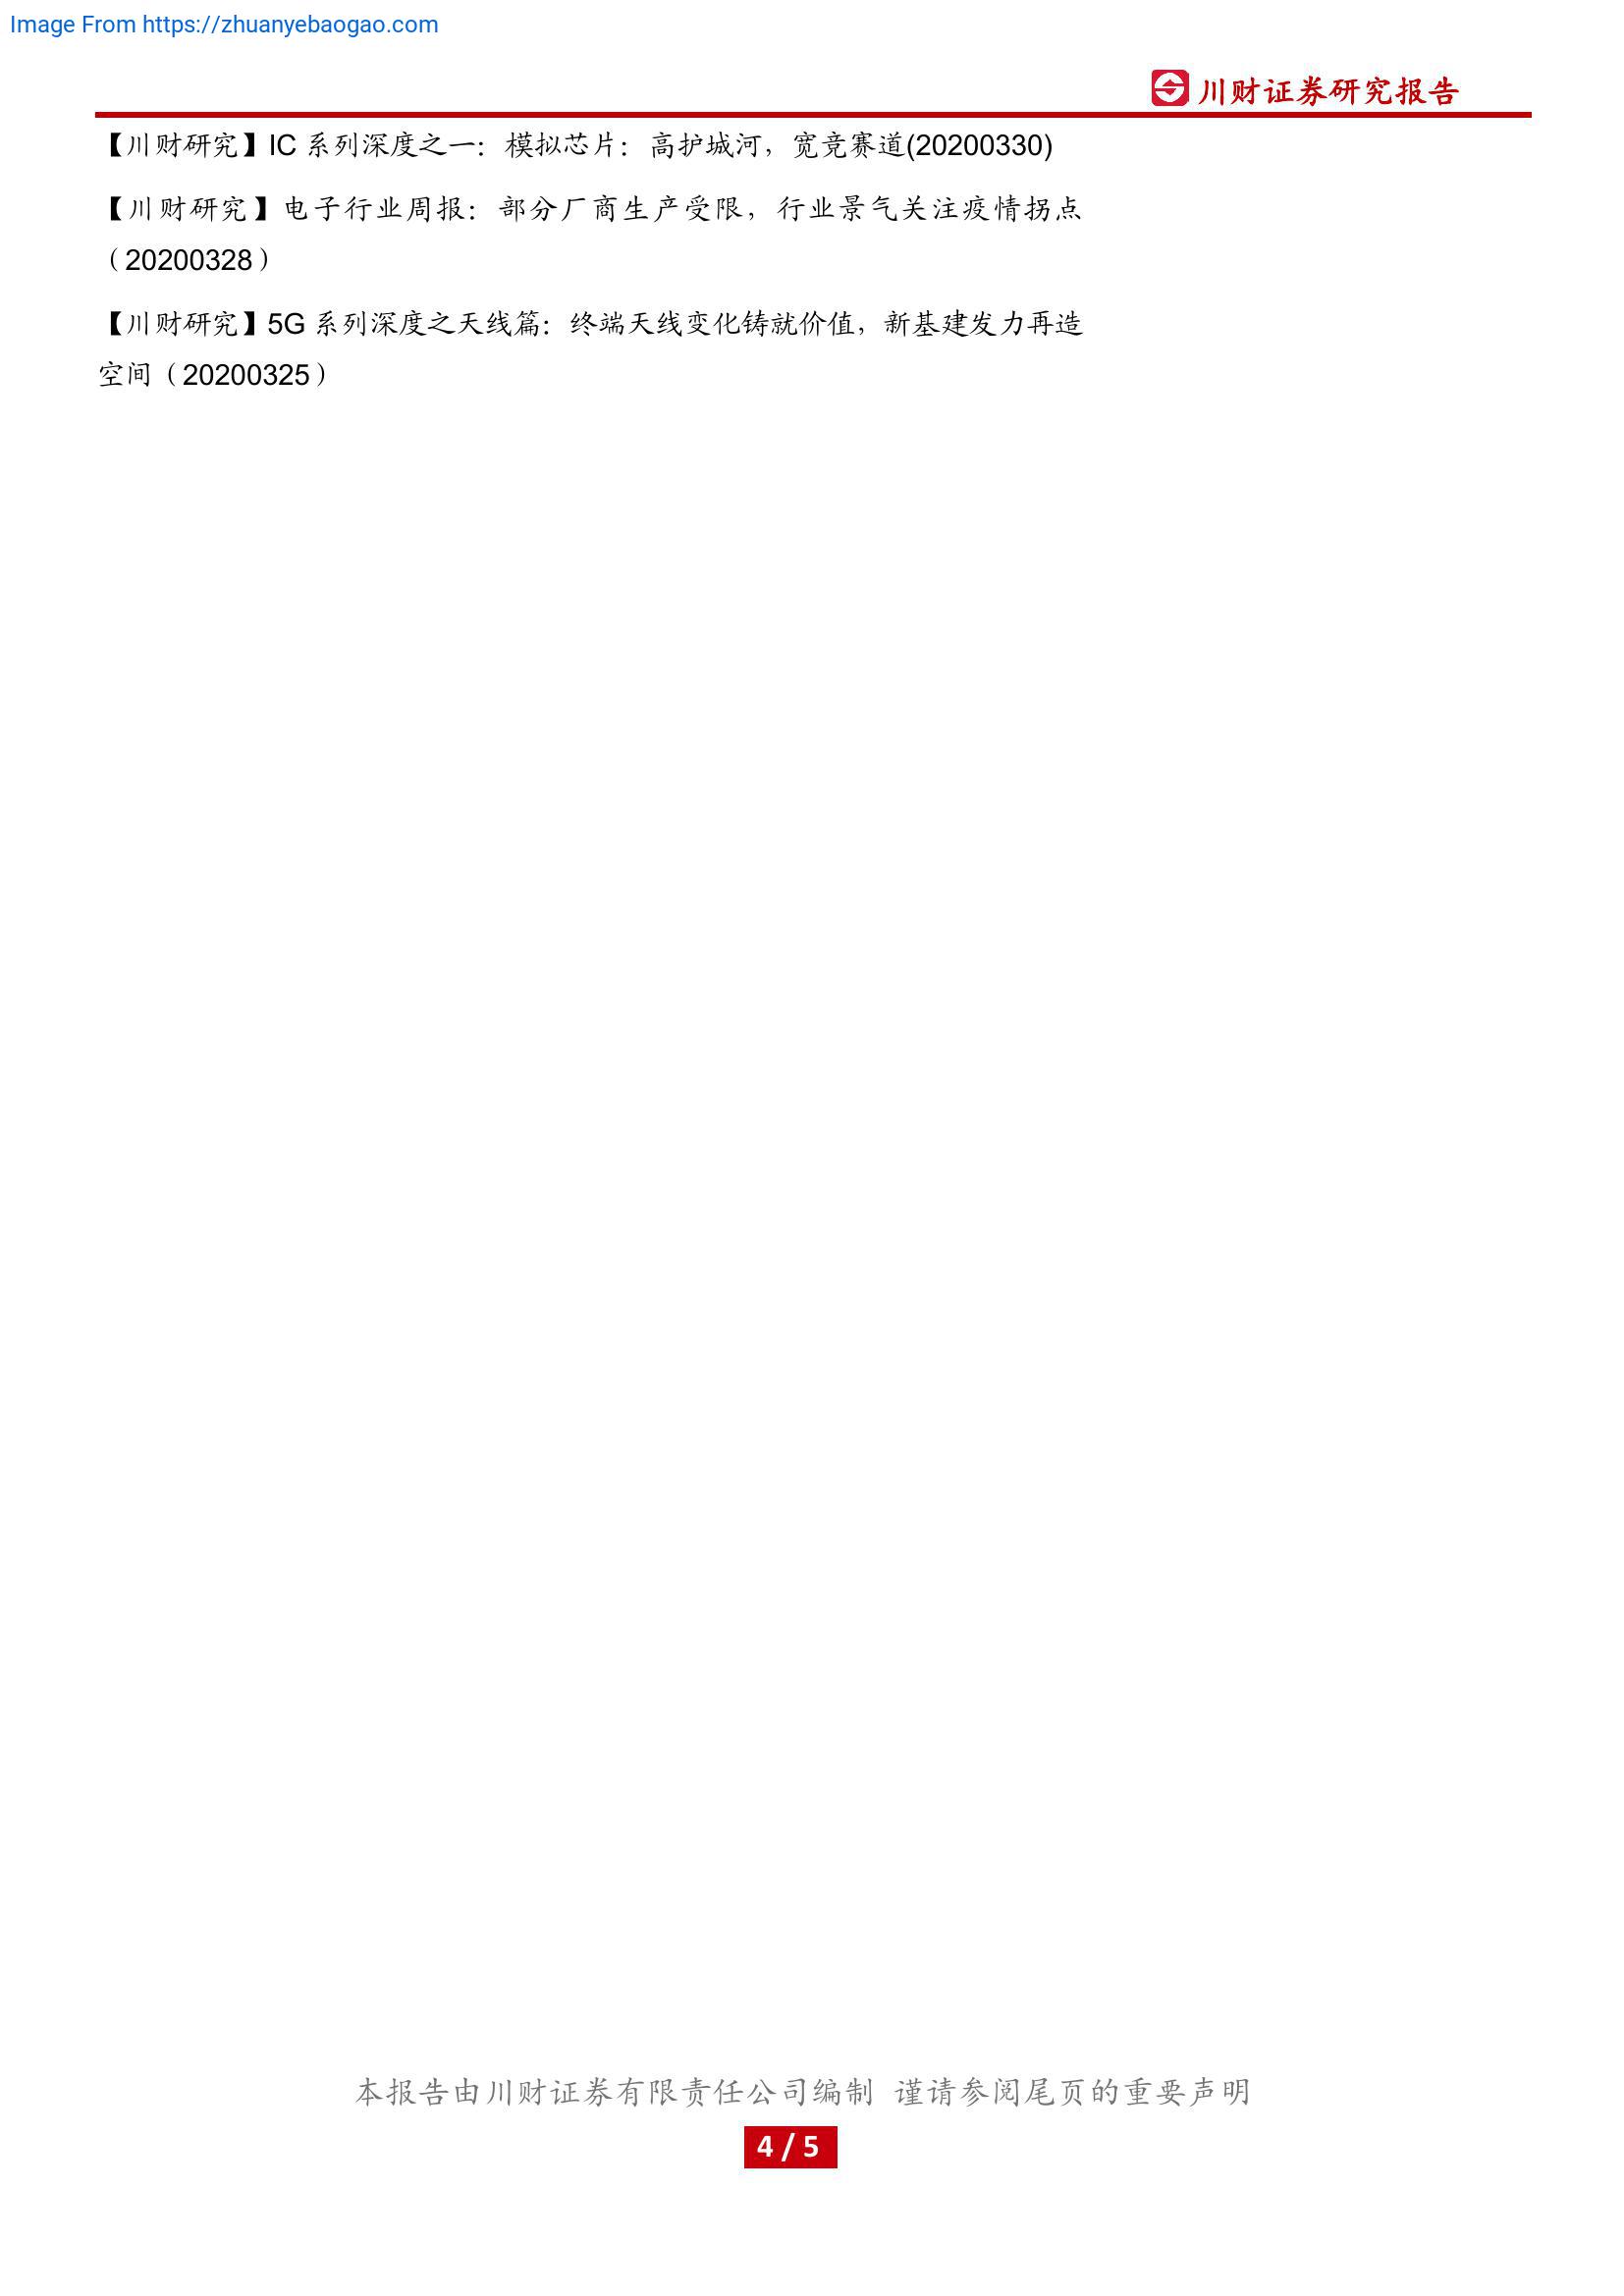 Image From https://zhuanyebaogao.com
川财证券研究报告
【川财研究】IC 系列深度之一：模拟芯片：高护城河，宽竞赛道(20200330)
【川财研究】电子行业周报：部分厂商生产受限，行业景气关注疫情拐点
（20200328）
【川财研究】5G 系列深度之天线篇：终端天线变化铸就价值，新基建发力再造
空间（20200325）
本报告由川财证券有限责任公司编制 谨请参阅尾页的重要声明
4 / 5